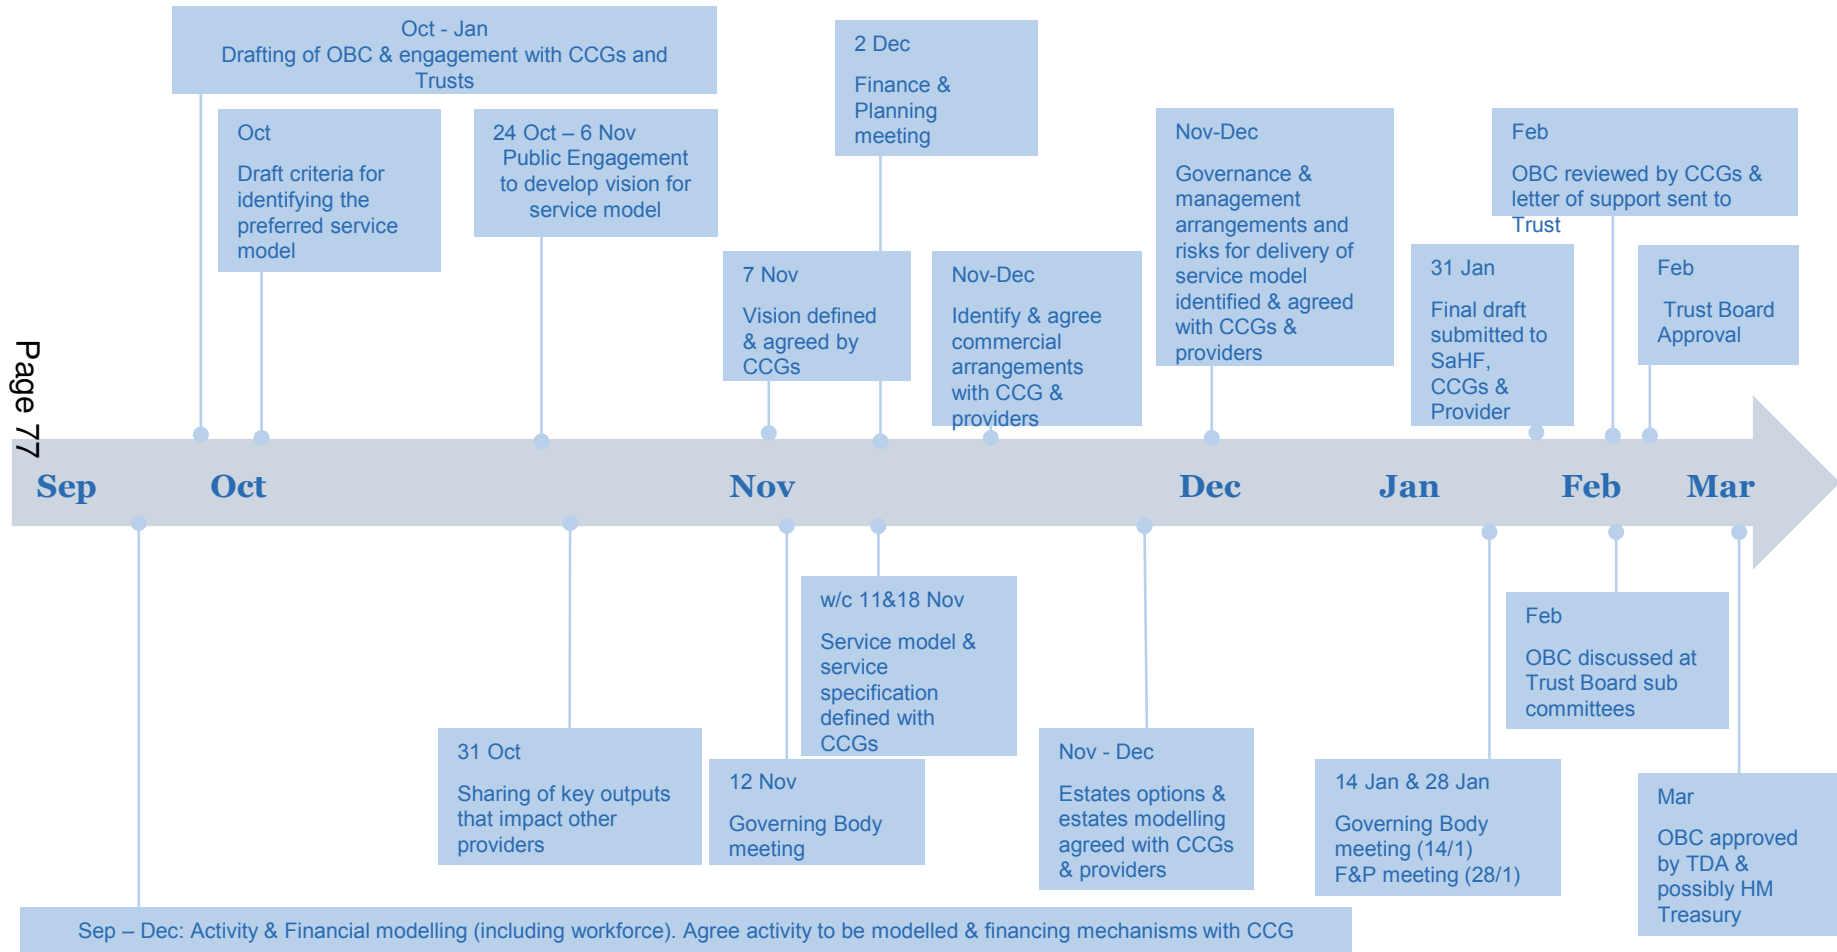 Oct - Jan
Drafting of OBC & engagement with CCGs and
Trusts
Oct
Draft criteria for
identifying the
preferred service
model
24 Oct – 6 Nov
Public Engagement
to develop vision for
service model
2 Dec
Finance &
Planning
meeting
7 Nov
Vision defined
& agreed by
CCGs
Nov-Dec
Identify & agree
commercial
arrangements
with CCG &
providers
Nov-Dec
Governance &
management
arrangements and
risks for delivery of
service model
identified & agreed
with CCGs &
providers
31 Jan
Final draft
submitted to
SaHF,
CCGs &
Provider
Feb
OBC reviewed by CCGs &
letter of support sent to
Trust
Feb
Trust Board
Approval
Page 77
Sep
Oct
Nov
Dec
Jan
Feb
Mar
31 Oct
Sharing of key outputs
that impact other
providers
12 Nov
Governing Body
meeting
w/c 11&18 Nov
Service model &
service
specification
defined with
CCGs
Nov - Dec
Estates options &
estates modelling
agreed with CCGs
& providers
14 Jan & 28 Jan
Governing Body
meeting (14/1)
F&P meeting (28/1)
Feb
OBC discussed at
Trust Board sub
committees
Mar
OBC approved
by TDA &
possibly HM
Treasury
Sep – Dec: Activity & Financial modelling (including workforce). Agree activity to be modelled & financing mechanisms with CCG